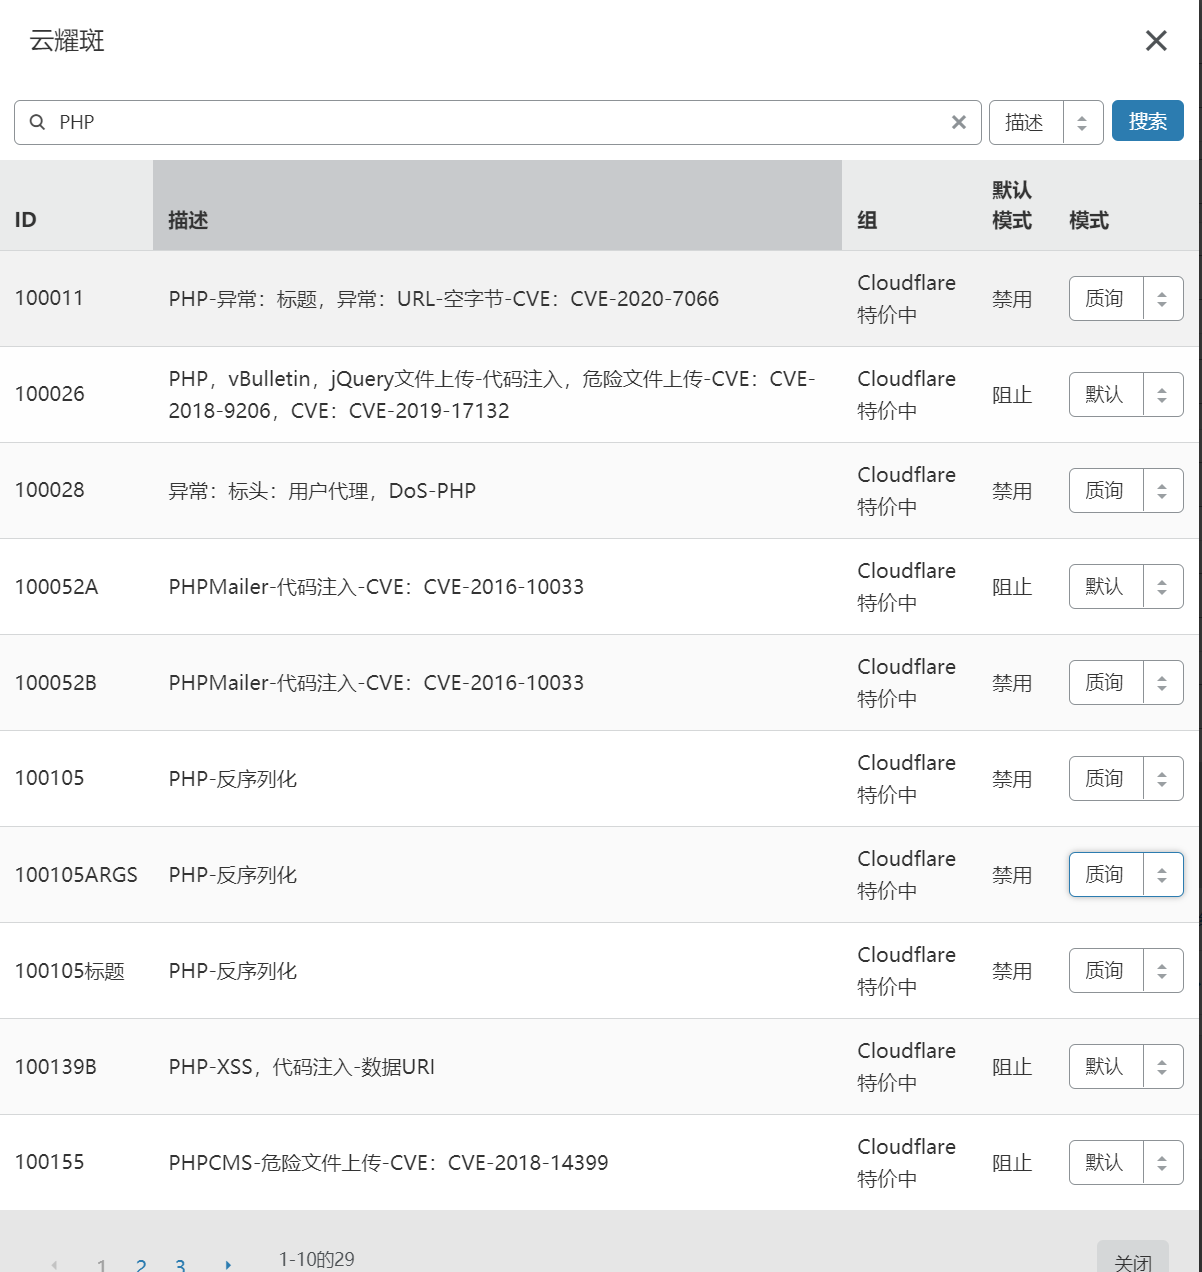 云耀斑
PHP
描述
搜索
ID
描述
组
默认
模式
模式
100011
PHP-异常：标题，异常：URL-空字节-CVE：CVE-2020-7066
Cloudflare
特价中
禁用
质询
100026
PHP，vBulletin，jQuery文件上传-代码注入，危险文件上传-CVE：CVE-
2018-9206，CVE：CVE-2019-17132
Cloudflare
特价中
阻止
默认
100028
异常：标头：用户代理，DoS-PHP
Cloudflare
特价中
禁用
质询
100052A
PHPMailer-代码注入-CVE：CVE-2016-10033
Cloudflare
特价中
阻止
默认
100052B
PHPMailer-代码注入-CVE：CVE-2016-10033
Cloudflare
特价中
禁用
质询
100105
PHP-反序列化
Cloudflare
特价中
禁用
质询
100105ARGS
PHP-反序列化
Cloudflare
特价中
禁用
质询
100105标题
PHP-反序列化
Cloudflare
特价中
禁用
质询
100139B
PHP-XSS，代码注入-数据URI
Cloudflare
特价中
阻止
默认
100155
PHPCMS-危险文件上传-CVE：CVE-2018-14399
Cloudflare
特价中
阻止
默认
1 2 3
1-10的29
关闭